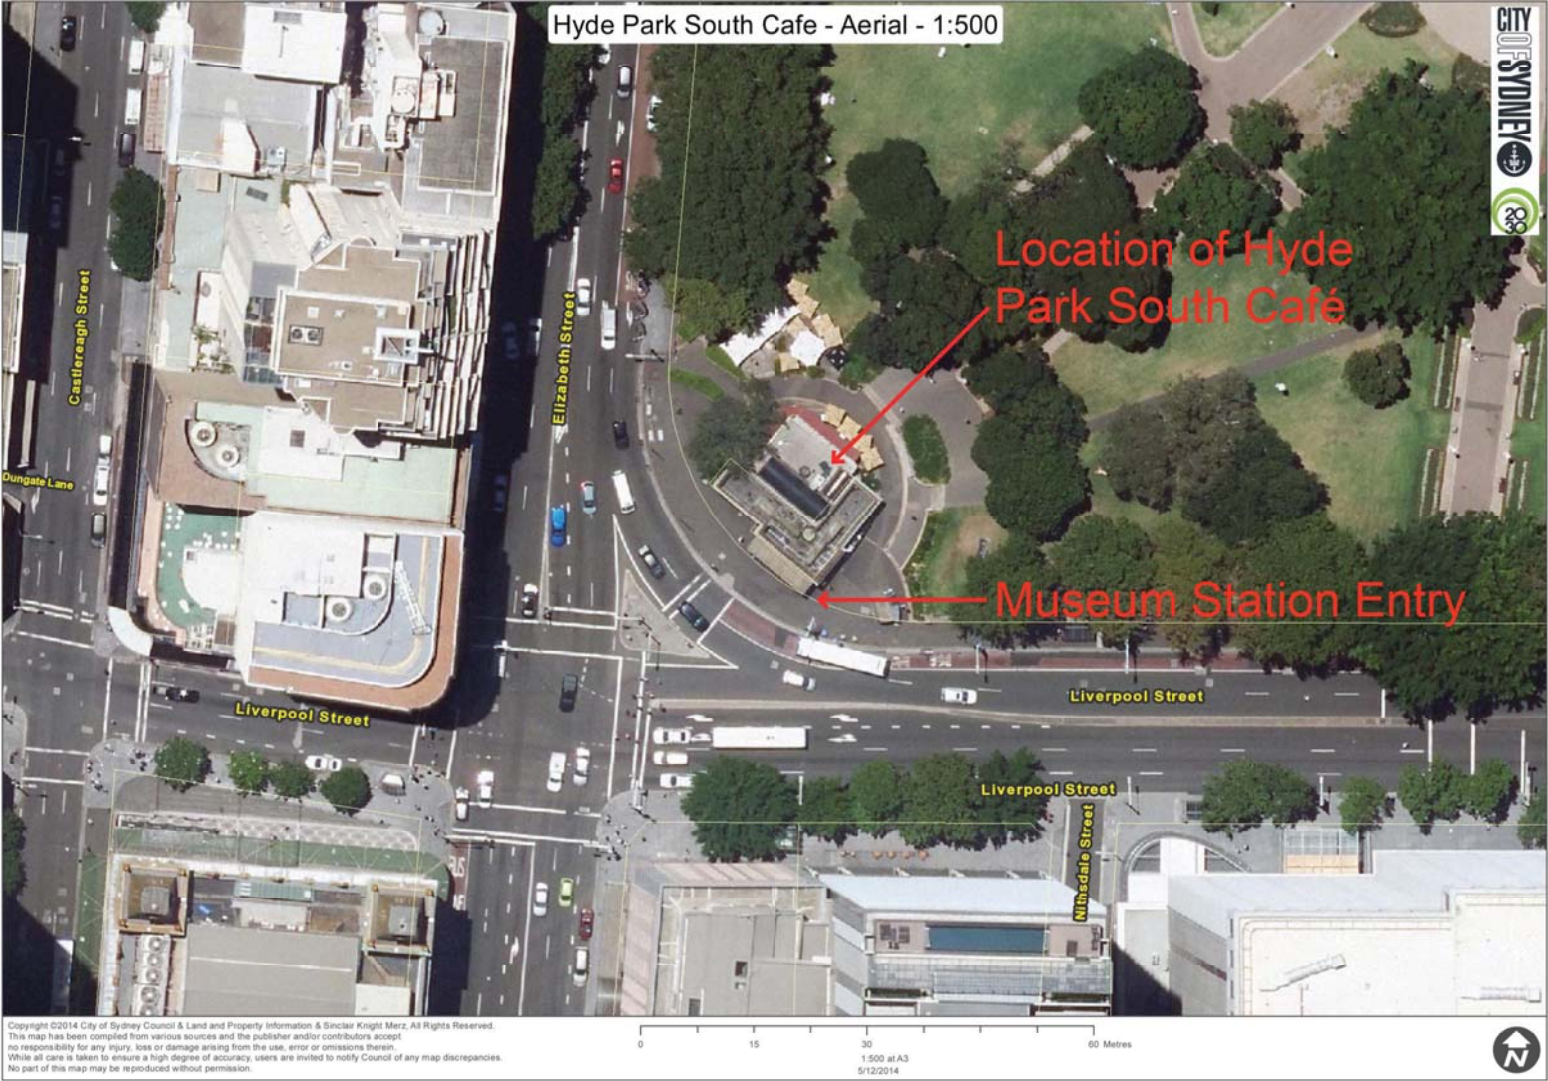 Hyde Park South Cafe - Aerial - 1:500
CITY
OF SYDNEY
20
30
Location of Hyde
Park South Café
Castlereagh Street
Elizabeth Street
Dungate Lane
Museum Station Entry
Liverpool Street
Liverpool Street
Liverpool Street
Nithsdale Street
Copyright ©2014 City of Sydney Council & Land and Property Information & Sinclair Knight Merz, All Rights Reserved.
This map has been compiled from various sources and the publisher and/or contributors accept
no responsibility for any injury, loss or damage arising from the use, error or omissions therein.
While all care is taken to ensure a high degree of accuracy, users are invited to notify Council of any map discrepancies.
No part of this map may be reproduced without permission.
0 15 30 60 Metres
1:500 at A3
5/12/2014
N